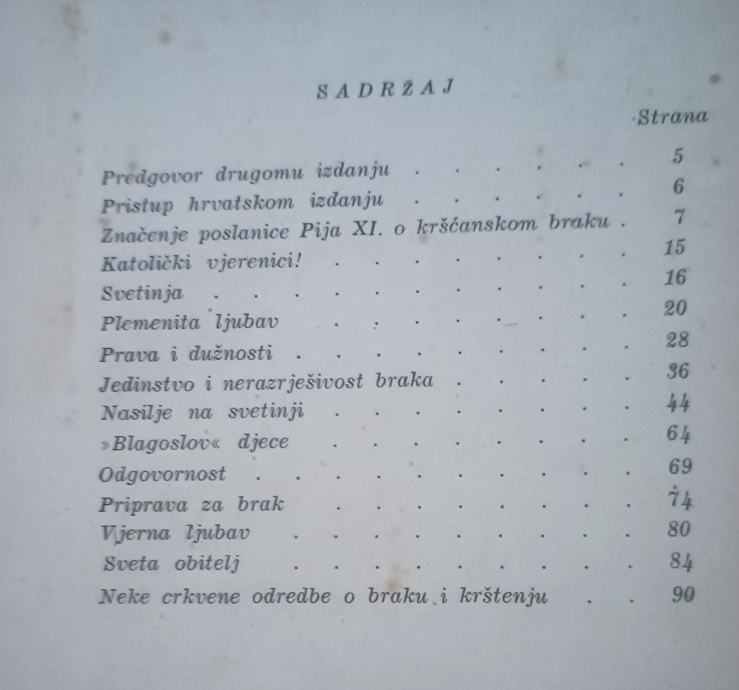 SADRŽAJ
Strana
Predgovor drugomu izdanju . . . . . . 5
Pristup hrvatskom izdanju . . . . . . 6
Značenje poslanice Pija XI. o kršćanskom braku . 7
Katolički vjerenici! . . . . . . . . 15
Svetinja . . . . . . . . . . . 16
Plemenita ljubav . . . . . . . . 20
Prava i dužnosti . . . . . . . . . 28
Jedinstvo i nerazrješivost braka . . . . . 36
Nasilje na svetinji . . . . . . . . 44
»Blagoslov« djece . . . . . . . . 64
Odgovornost . . . . . . . . . . 69
Priprava za brak . . . . . . . . 74
Vjerna ljubav . . . . . . . . . 80
Sveta obitelj . . . . . . . . . 84
Neke crkvene odredbe o braku i krštenju . . 90